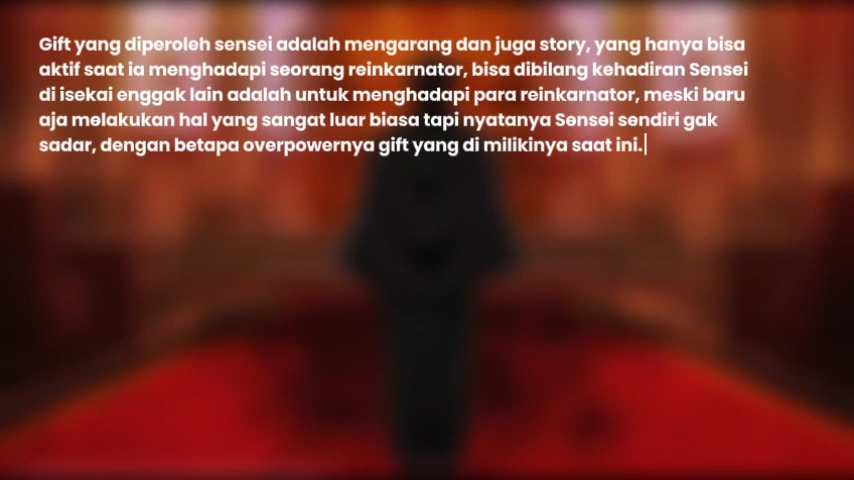 Gift yang diperoleh sensei adalah mengarang dan juga story, yang hanya bisa
aktif saat ia menghadapi seorang reinkarnator, bisa dibilang kehadiran Sensei
di isekai enggak lain adalah untuk menghadapi para reinkarnator, meski baru
aja melakukan hal yang sangat luar biasa tapi nyatanya Sensei sendiri gak
sadar, dengan betapa overpowernya gift yang di milikinya saat ini.